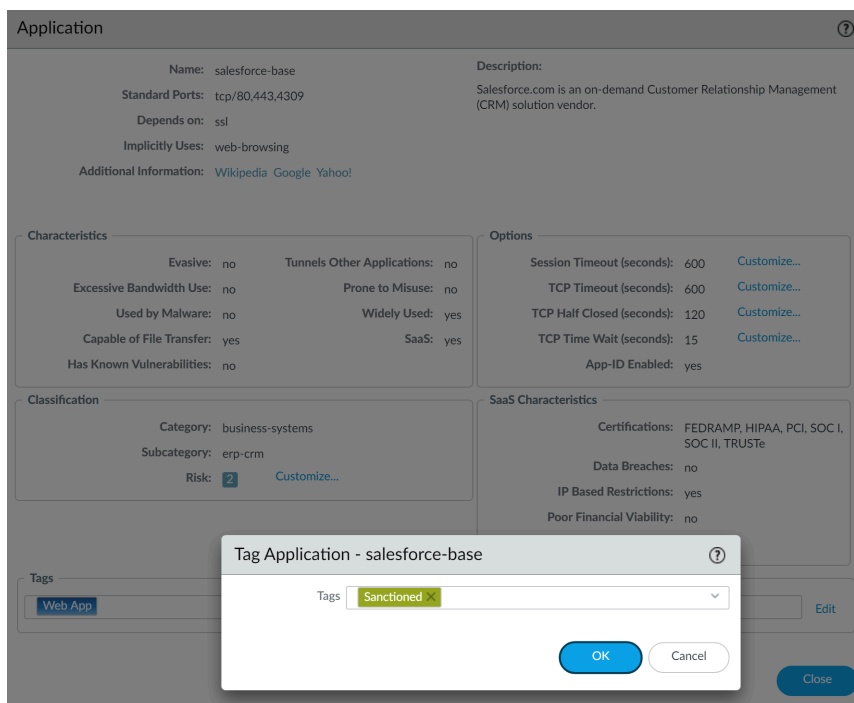 Application
?
Name: salesforce-base
Standard Ports: tcp/80,443,4309
Depends on: ssl
Implicitly Uses: web-browsing
Additional Information: Wikipedia Google Yahoo!
Description:
Salesforce.com is an on-demand Customer Relationship Management
(CRM) solution vendor.
Characteristics
Evasive: no
Tunnels Other Applications: no
Excessive Bandwidth Use: no
Prone to Misuse: no
Used by Malware: no
Widely Used: yes
Capable of File Transfer: yes
SaaS: yes
Has Known Vulnerabilities: no
Options
Session Timeout (seconds): 600 Customize...
TCP Timeout (seconds): 600 Customize...
TCP Half Closed (seconds): 120 Customize...
TCP Time Wait (seconds): 15 Customize...
App-ID Enabled: yes
Classification
Category: business-systems
Subcategory: erp-crm
Risk: 2 Customize...
SaaS Characteristics
Certifications: FEDRAMP, HIPAA, PCI, SOC I,
SOC II, TRUSTe
Data Breaches: no
IP Based Restrictions: yes
Poor Financial Viability: no
Tags
Web App
Edit
Tag Application - salesforce-base
?
Tags Sanctioned
OK Cancel
Close